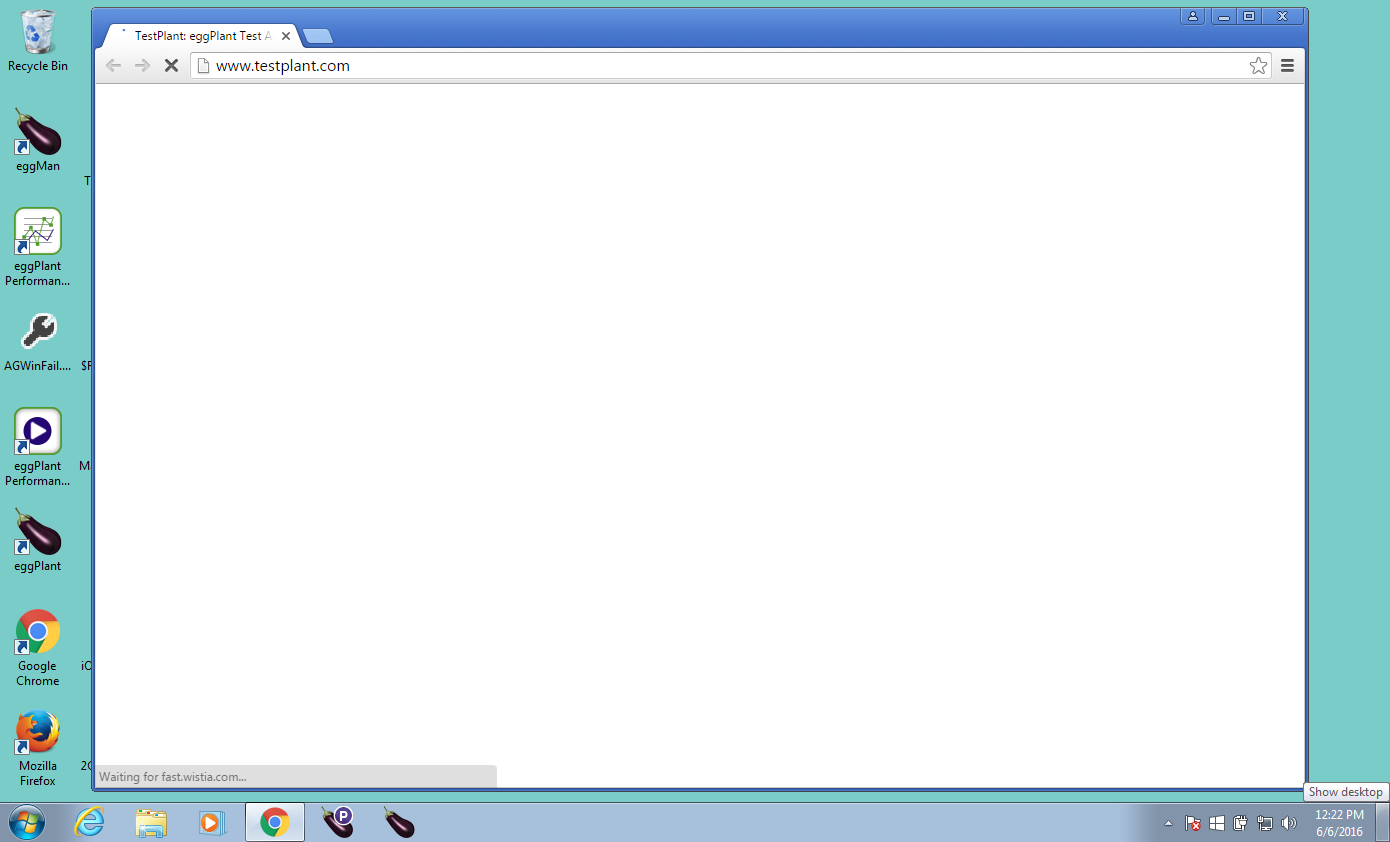 Recycle Bin
eggMan
eggPlant
Performan...
AGWinFail....
eggPlant
Performan...
eggPlant
Google
Chrome
Mozilla
Firefox
T
$F
Ma
iO
TestPlant: eggPlant Test A
www.testplant.com
Waiting for fast.wistia.com...
Show desktop
P
12:22 PM
6/6/2016